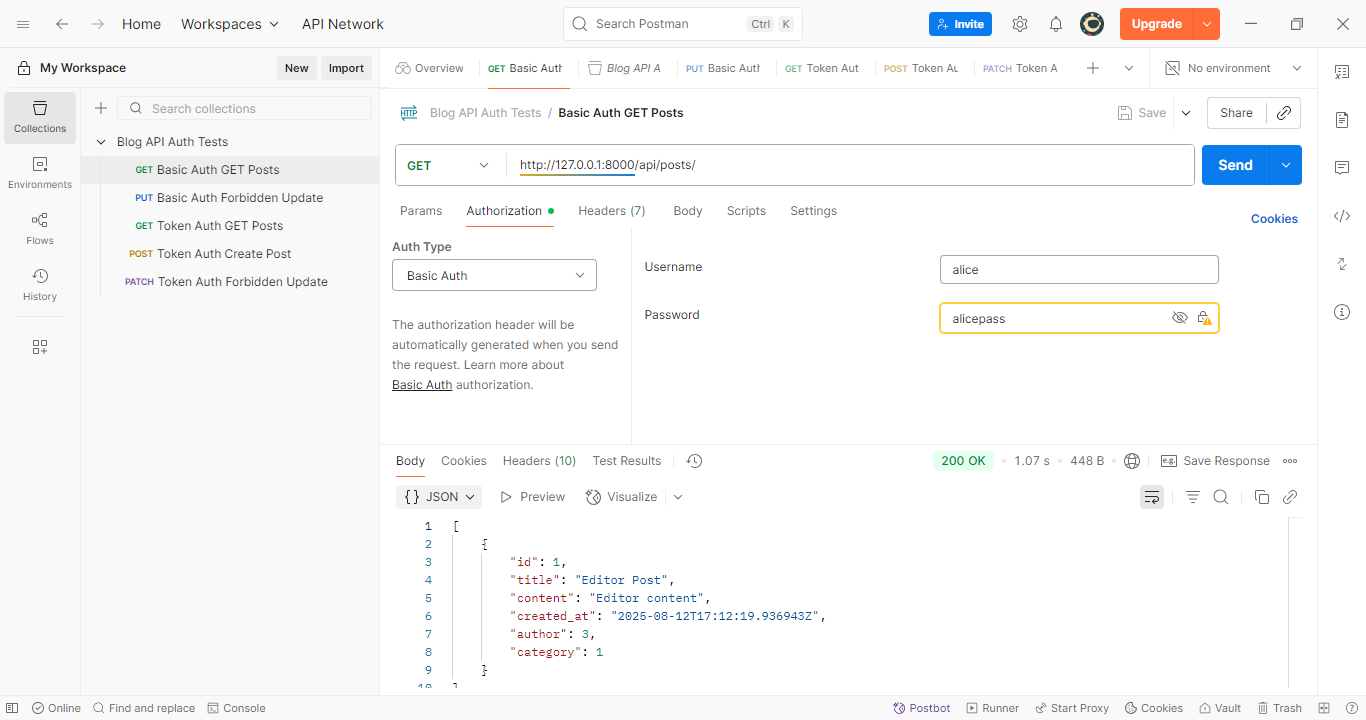 Home Workspaces API Network Search Postman Ctrl K Invite Upgrade
My Workspace New Import
Overview GET Basic Auth Blog API A PUT Basic Auth GET Token Aut POST Token Au PATCH Token A No environment
Search collections
Collections
Environments
Flows
History
Blog API Auth Tests
GET Basic Auth GET Posts
PUT Basic Auth Forbidden Update
GET Token Auth GET Posts
POST Token Auth Create Post
PATCH Token Auth Forbidden Update
HTTP Blog API Auth Tests / Basic Auth GET Posts Save Share
GET http://127.0.0.1:8000/api/posts/ Send
Params Authorization Headers (7) Body Scripts Settings Cookies
Auth Type
Basic Auth
The authorization header will be
automatically generated when you send
the request. Learn more about
Basic Auth authorization.
Username alice
Password alicepass
Body Cookies Headers (10) Test Results 200 OK 1.07 s 448 B e.g. Save Response
{} JSON Preview Visualize
1 [
2 {
3 "id": 1,
4 "title": "Editor Post",
5 "content": "Editor content",
6 "created_at": "2025-08-12T17:12:19.936943Z",
7 "author": 3,
8 "category": 1
9 }
10 ]
Online Find and replace Console Postbot Runner Start Proxy Cookies Vault Trash